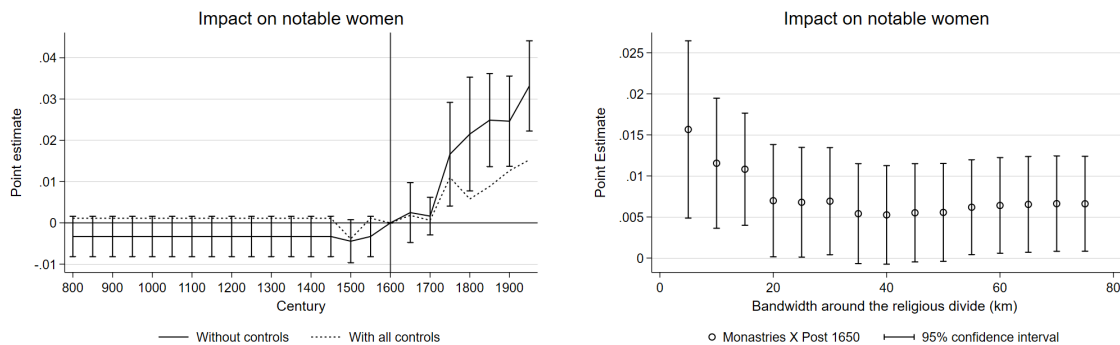 Impact on notable women
.04
.03
.02
.01
0
-.01
Point estimate
800 900 1000 1100 1200 1300 1400 1500 1600 1700 1800 1900
Century
Without controls With all controls
Impact on notable women
.025
.02
.015
.01
.005
0
Point Estimate
0 20 40 60 80
Bandwidth around the religious divide (km)
Monastries X Post 1650 95% confidence interval